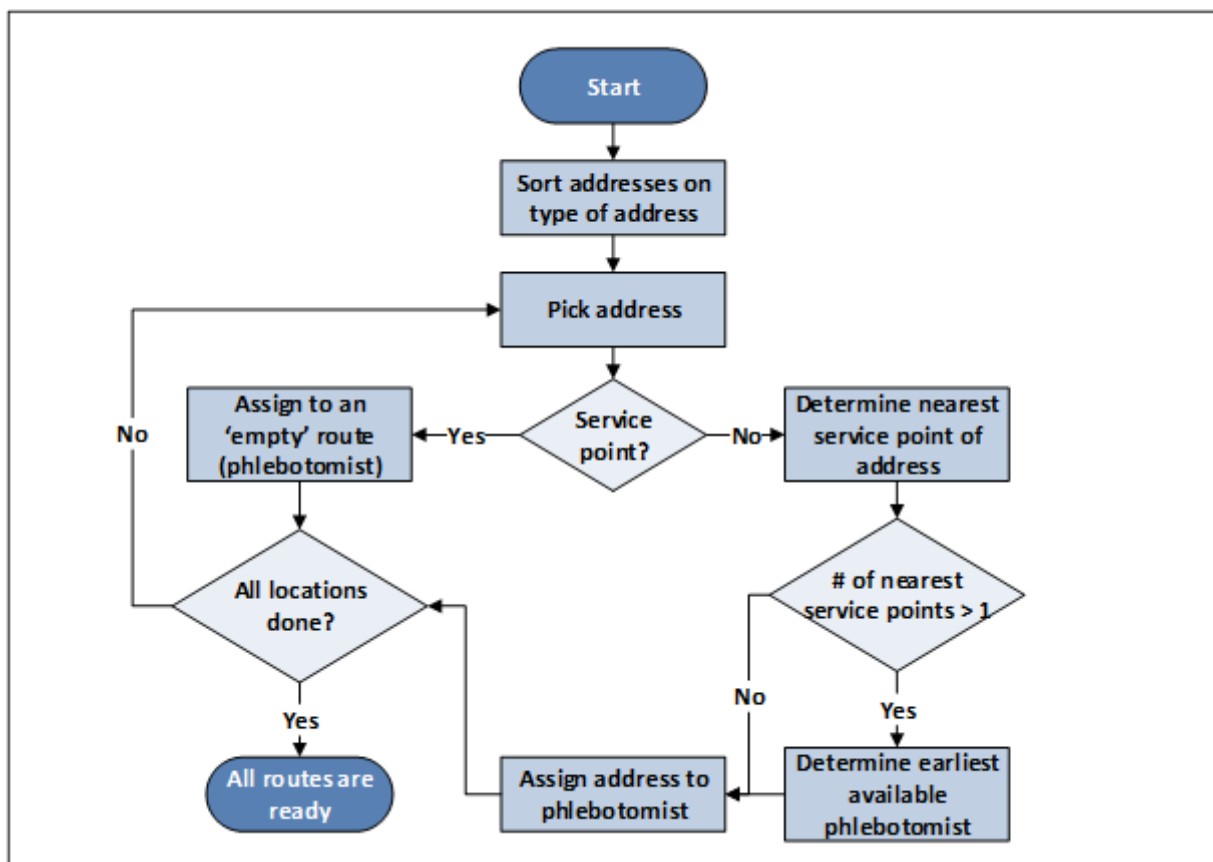 Start
Sort addresses on
type of address
Pick address
Service
point?
Yes
No
Assign to an
‘empty’ route
(phlebotomist)
Determine nearest
service point of
address
No
All locations
done?
# of nearest
service points > 1
No
Yes
Yes
All routes are
ready
Assign address to
phlebotomist
Determine earliest
available
phlebotomist